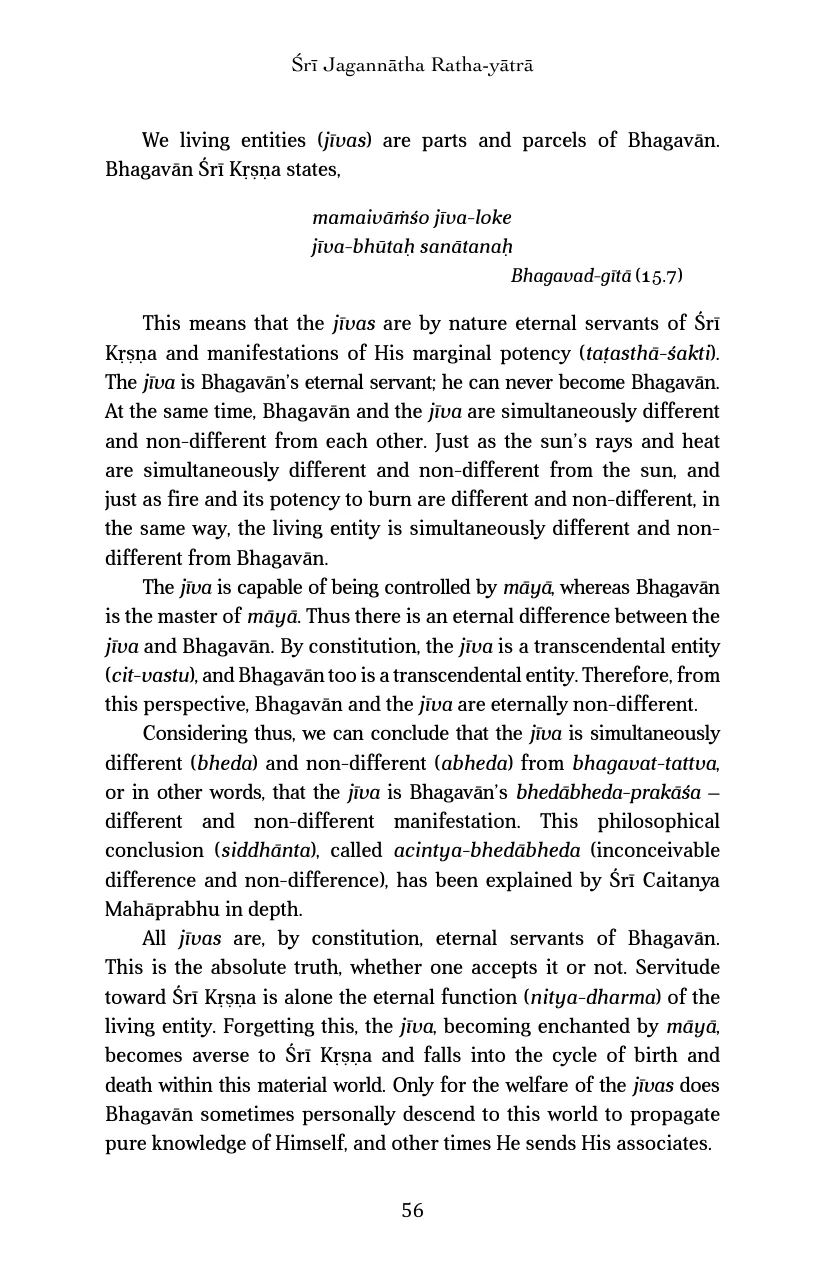 Śrī Jagannātha Ratha-yātrā
We living entities (jīvas) are parts and parcels of Bhagavān.
Bhagavān Śrī Kṛṣṇa states,
mamaivāṁśo jīva-loke
jīva-bhūtaḥ sanātanaḥ
Bhagavad-gītā (15.7)
This means that the jīvas are by nature eternal servants of Śrī
Kṛṣṇa and manifestations of His marginal potency (taṭasthā-śakti).
The jīva is Bhagavān’s eternal servant; he can never become Bhagavān.
At the same time, Bhagavān and the jīva are simultaneously different
and non-different from each other. Just as the sun’s rays and heat
are simultaneously different and non-different from the sun, and
just as fire and its potency to burn are different and non-different, in
the same way, the living entity is simultaneously different and non-
different from Bhagavān.
The jīva is capable of being controlled by māyā, whereas Bhagavān
is the master of māyā. Thus there is an eternal difference between the
jīva and Bhagavān. By constitution, the jīva is a transcendental entity
(cit-vastu), and Bhagavān too is a transcendental entity. Therefore, from
this perspective, Bhagavān and the jīva are eternally non-different.
Considering thus, we can conclude that the jīva is simultaneously
different (bheda) and non-different (abheda) from bhagavat-tattva,
or in other words, that the jīva is Bhagavān’s bhedābheda-prakāśa –
different and non-different manifestation. This philosophical
conclusion (siddhānta), called acintya-bhedābheda (inconceivable
difference and non-difference), has been explained by Śrī Caitanya
Mahāprabhu in depth.
All jīvas are, by constitution, eternal servants of Bhagavān.
This is the absolute truth, whether one accepts it or not. Servitude
toward Śrī Kṛṣṇa is alone the eternal function (nitya-dharma) of the
living entity. Forgetting this, the jīva, becoming enchanted by māyā,
becomes averse to Śrī Kṛṣṇa and falls into the cycle of birth and
death within this material world. Only for the welfare of the jīvas does
Bhagavān sometimes personally descend to this world to propagate
pure knowledge of Himself, and other times He sends His associates.
56